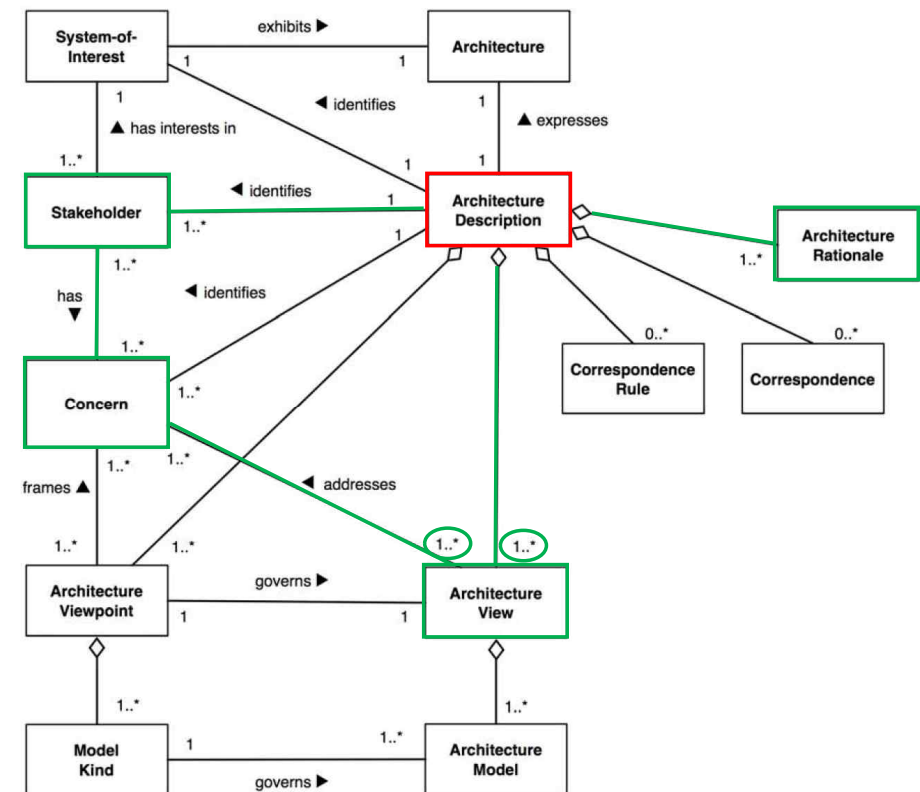 exhibits ▶
System-of-
Interest
Architecture
1
1
◀ identifies
1
1
▲ has interests in
▲ expresses
1..*
1
1
◀ identifies
Stakeholder
1
1..*
Architecture
Description
Architecture
Rationale
1..*
1..*
1
has
▼
◀ identifies
1..*
0..*
0..*
Concern
1..*
Correspondence
Rule
Correspondence
1..*
1..*
frames ▲
◀ addresses
1..*
1..*
1..*
1..*
Architecture
Viewpoint
governs ▶
1
1
Architecture
View
1..*
1..*
Model
Kind
1
1..*
governs ▶
Architecture
Model